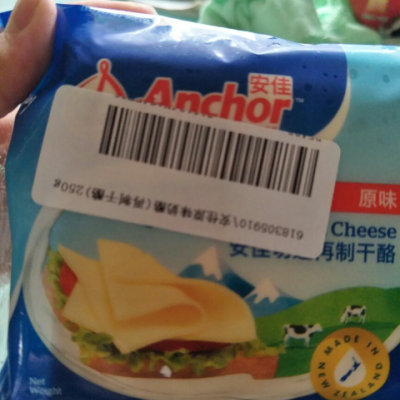 安佳
Anchor
6183059101\安佳原味奶酪(再制干酪)250g
原味
Cheese
再制干酪
MADE IN
NEW ZEALAND
Net
Weight